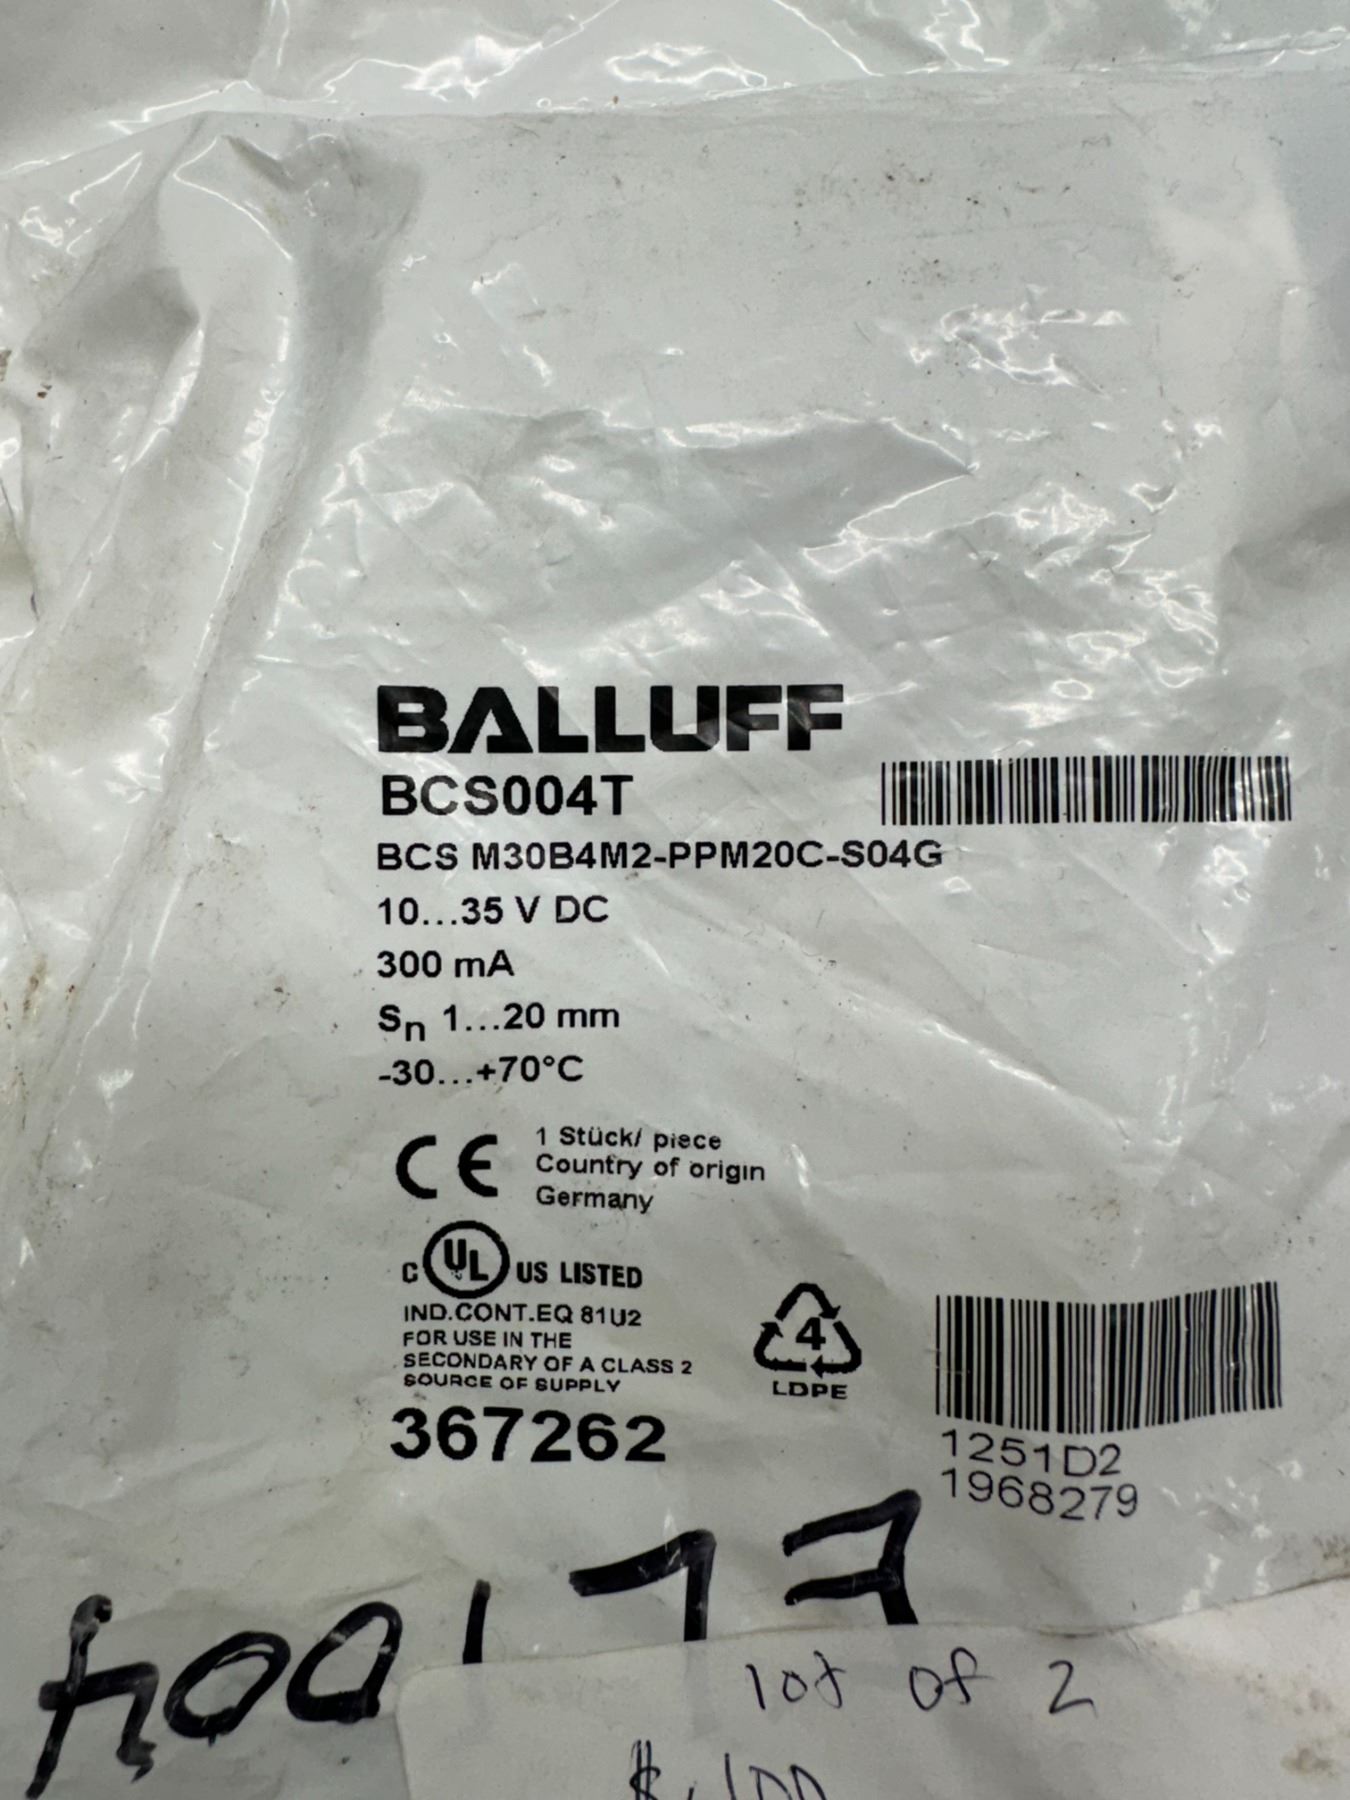 BALLUFF
BCS004T
BCS M30B4M2-PPM20C-S04G
10...35 V DC
300 mA
Sn 1...20 mm
-30...+70°C
CE
1 Stück/ piece
Country of origin
Germany
C UL US LISTED
IND.CONT.EQ 81U2
FOR USE IN THE
SECONDARY OF A CLASS 2
SOURCE OF SUPPLY
4
LDPE
367262
1251D2
1968279
lot of 2